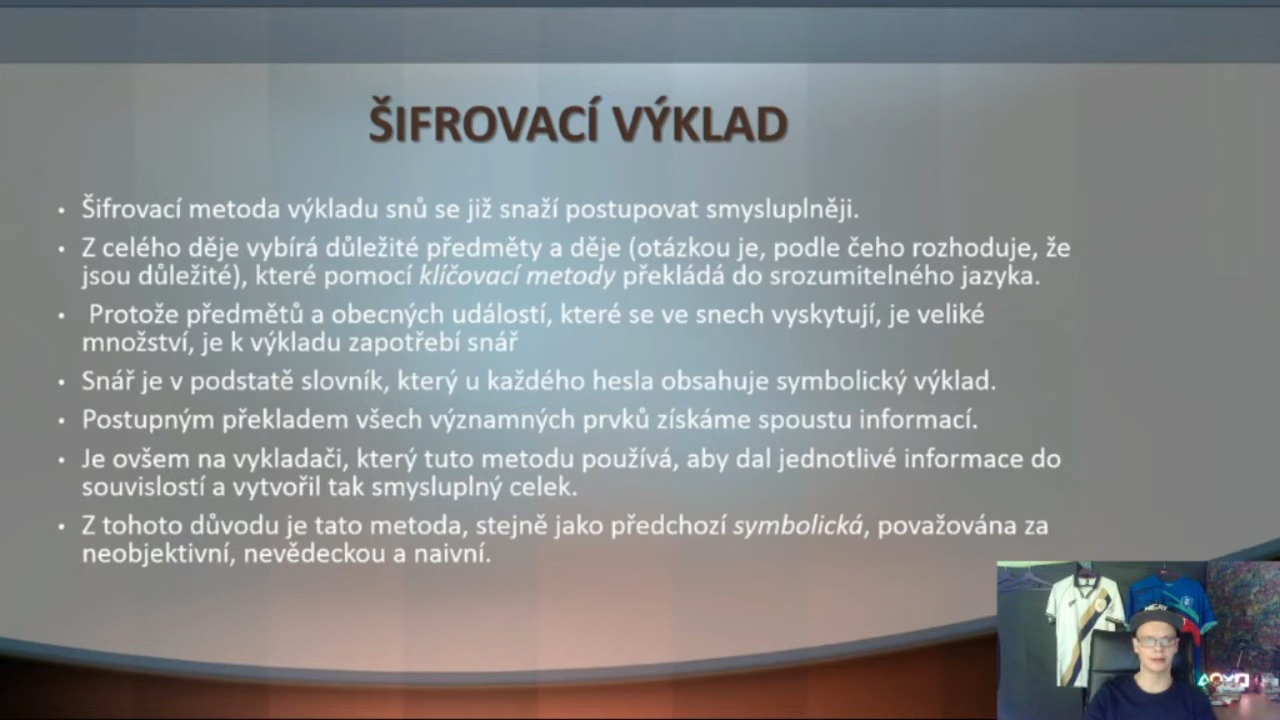 ŠIFROVACÍ VÝKLAD
• Šifrovací metoda výkladu snů se již snaží postupovat smysluplněji.
• Z celého děje vybírá důležité předměty a děje (otázkou je, podle čeho rozhoduje, že
jsou důležité), které pomocí klíčovací metody překládá do srozumitelného jazyka.
• Protože předmětů a obecných událostí, které se ve snech vyskytují, je veliké
množství, je k výkladu zapotřebí snář
• Snář je v podstatě slovník, který u každého hesla obsahuje symbolický výklad.
• Postupným překladem všech významných prvků získáme spoustu informací.
• Je ovšem na vykladači, který tuto metodu používá, aby dal jednotlivé informace do
souvislostí a vytvořil tak smysluplný celek.
• Z tohoto důvodu je tato metoda, stejně jako předchozí symbolická, považována za
neobjektivní, nevědeckou a naivní.